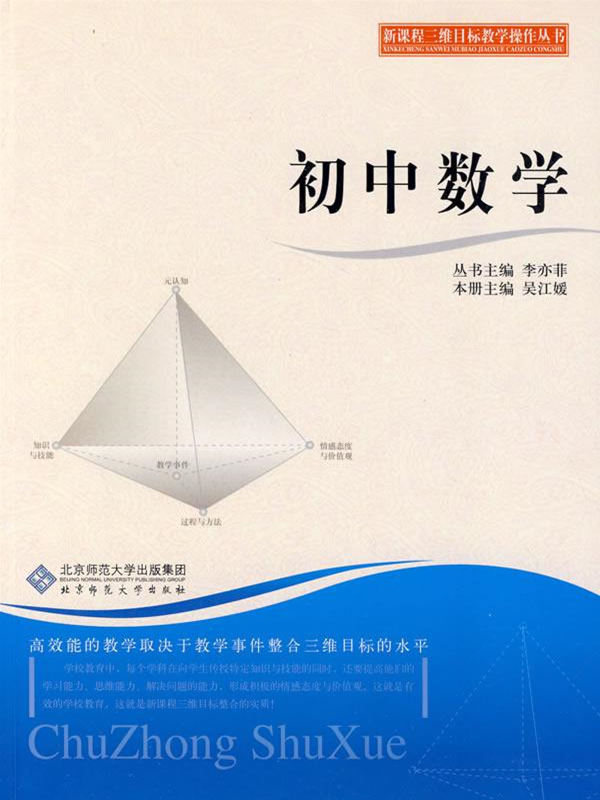 新课程三维目标教学操作丛书
XINKECHENG SANWEI MUBIAO JIAOXUE CAOZUO CONGSHU
初中数学
丛书主编 李亦菲
本册主编 吴江媛
元认知
知识
与技能
情感态度
与价值观
教学事件
过程与方法
北京师范大学出版集团
BEIJING NORMAL UNIVERSITY PUBLISHING GROUP
北京师范大学出版社
高效能的教学取决于教学事件整合三维目标的水平
学校教育中，每个学科在向学生传授特定知识与技能的同时，还要提高他们的
学习能力、思维能力、解决问题的能力，形成积极的情感态度与价值观，这就是有
效的学校教育，这就是新课程三维目标整合的实质！
ChuZhong ShuXue